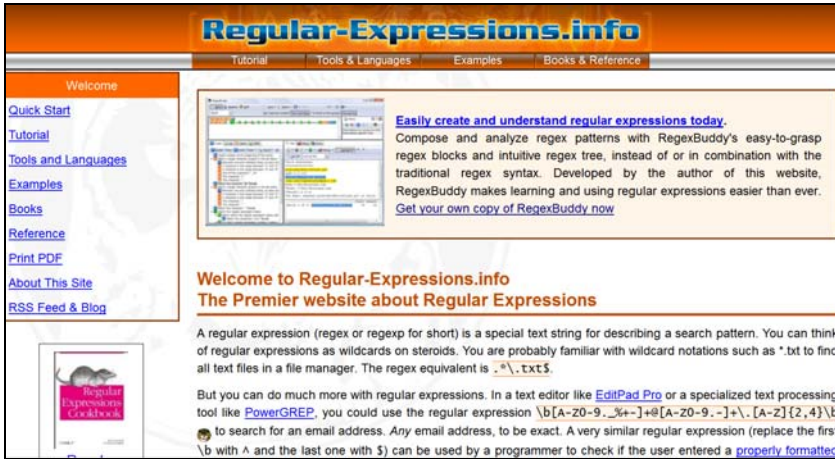 Regular-Expressions.info
Tutorial Tools & Languages Examples Books & Reference
Welcome
Quick Start
Tutorial
Tools and Languages
Examples
Books
Reference
Print PDF
About This Site
RSS Feed & Blog
Easily create and understand regular expressions today.
Compose and analyze regex patterns with RegexBuddy's easy-to-grasp
regex blocks and intuitive regex tree, instead of or in combination with the
traditional regex syntax. Developed by the author of this website,
RegexBuddy makes learning and using regular expressions easier than ever.
Get your own copy of RegexBuddy now
Welcome to Regular-Expressions.info
The Premier website about Regular Expressions
A regular expression (regex or regexp for short) is a special text string for describing a search pattern. You can think
of regular expressions as wildcards on steroids. You are probably familiar with wildcard notations such as *.txt to find
all text files in a file manager. The regex equivalent is .*\.txt$.
But you can do much more with regular expressions. In a text editor like EditPad Pro or a specialized text processing
tool like PowerGREP, you could use the regular expression \b[A-Z0-9._%+-]+@[A-Z0-9.-]+\.[A-Z]{2,4}\b
to search for an email address. Any email address, to be exact. A very similar regular expression (replace the first
\b with ^ and the last one with $) can be used by a programmer to check if the user entered a properly formatted
Regular
Expressions
Cookbook